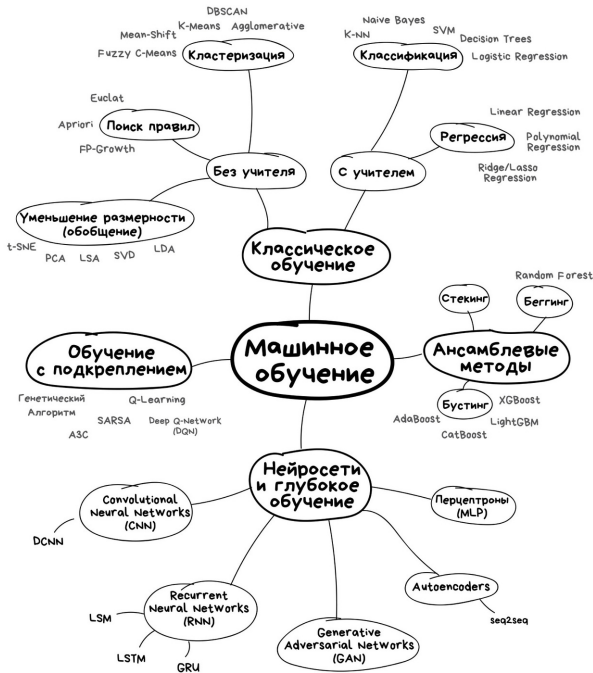 DBSCAN
Mean-Shift
K-Means
Agglomerative
Fuzzy C-Means
Кластеризация
Naive Bayes
K-NN
SVM
Decision Trees
Классификация
Logistic Regression
Euclat
Apriori
Поиск правил
FP-Growth
Linear Regression
Регрессия
Polynomial
Regression
Ridge/Lasso
Regression
Без учителя
С учителем
Уменьшение размерности
(обобщение)
t-SNE
PCA
LSA
SVD
LDA
Классическое
обучение
Random Forest
Стекинг
Беггинг
Обучение
с подкреплением
Машинное
обучение
Ансамблевые
методы
Генетический
Алгоритм
Q-Learning
SARSA
Deep Q-Network
(DQN)
A3C
Бустинг
XGBoost
AdaBoost
LightGBM
CatBoost
Нейросети
и глубокое
обучение
Convolutional
Neural Networks
(CNN)
DCNN
Перцептроны
(MLP)
Recurrent
Neural Networks
(RNN)
LSM
LSTM
GRU
Generative
Adversarial Networks
(GAN)
Autoencoders
seq2seq